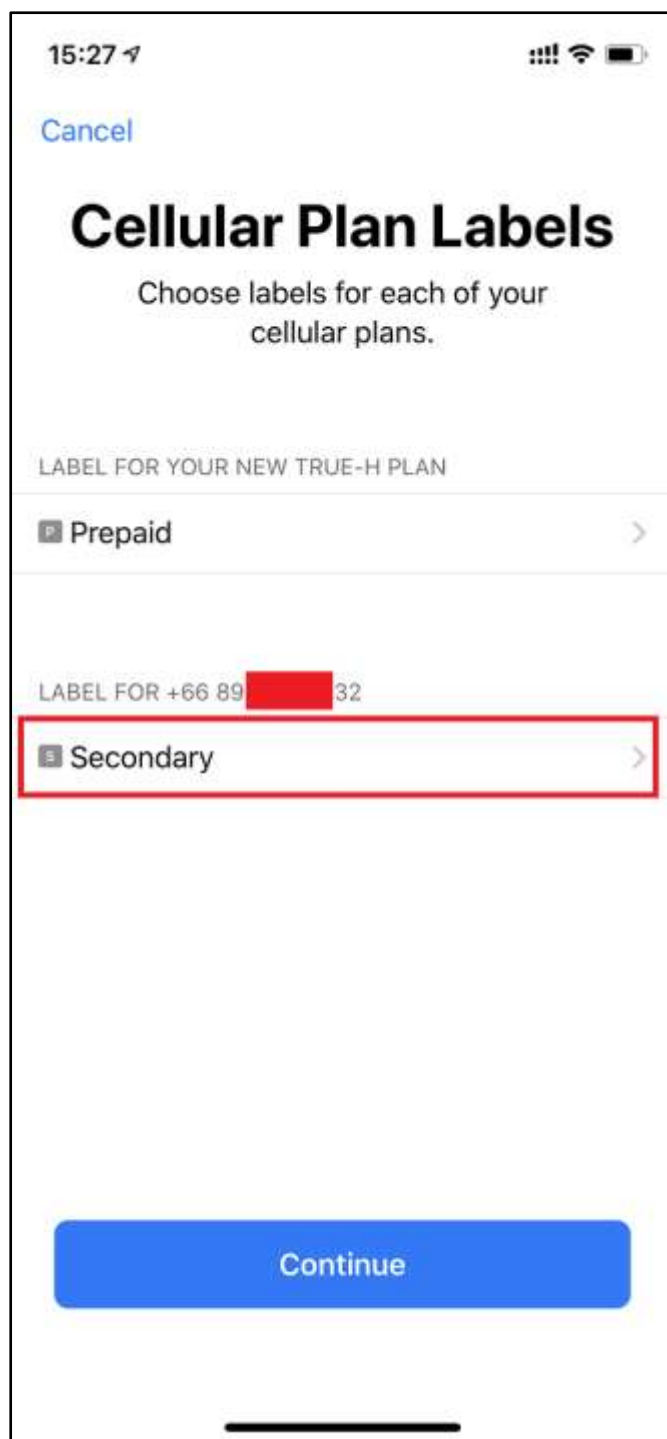 15:27
Cancel
Cellular Plan Labels
Choose labels for each of your
cellular plans.
LABEL FOR YOUR NEW TRUE-H PLAN
P Prepaid
LABEL FOR +66 89 32
S Secondary
Continue